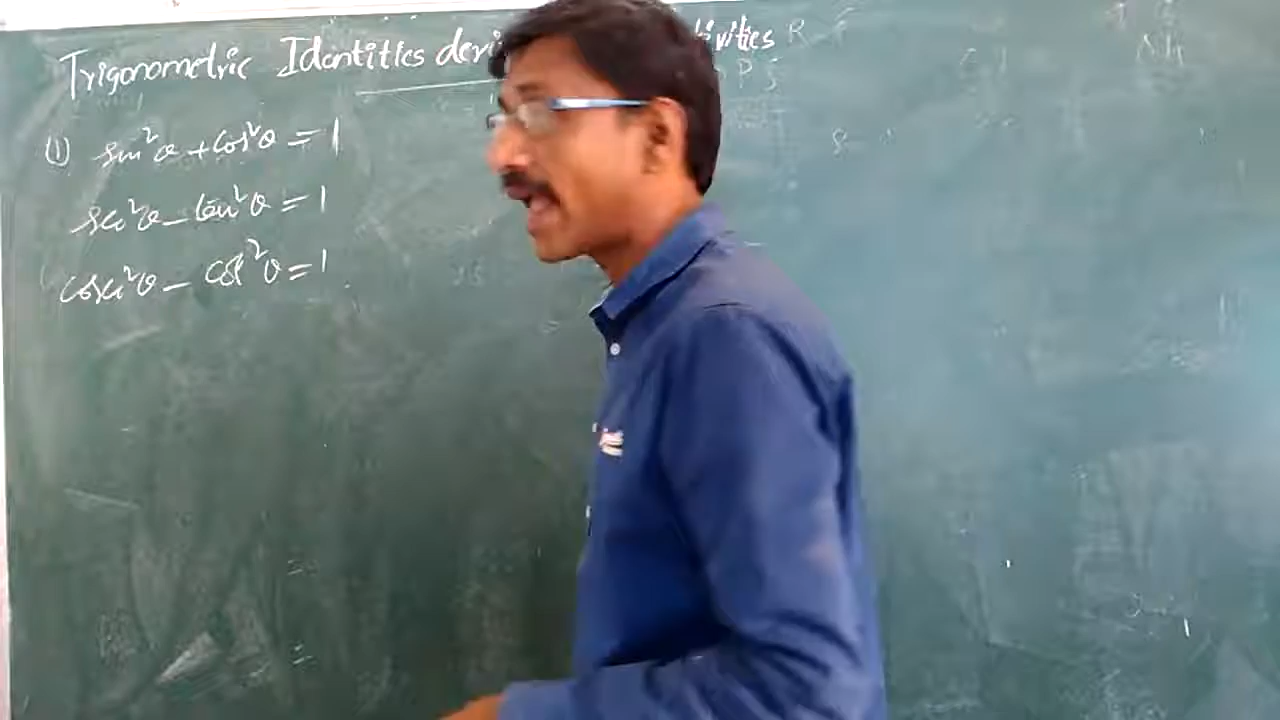 Trigonometric Identities deri
(1) sin²θ + cos²θ = 1
sec²θ - tan²θ = 1
cosec²θ - cot²θ = 1